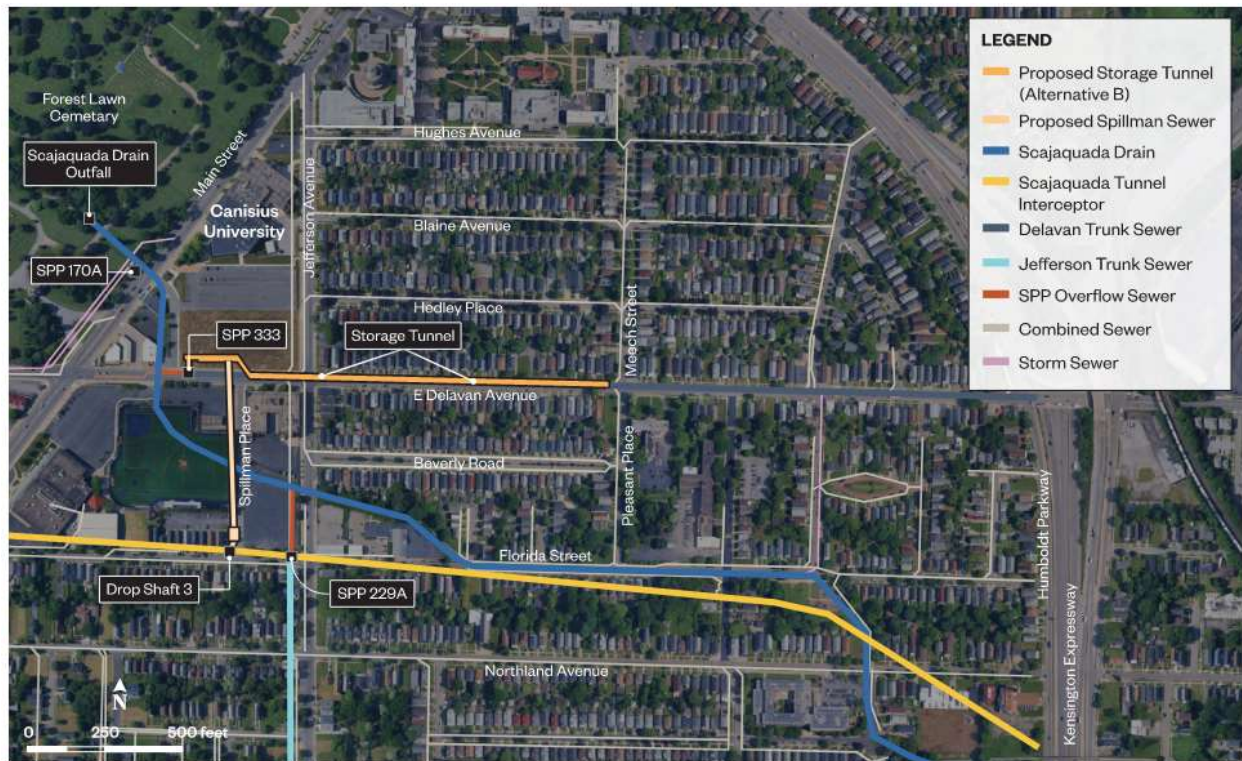 LEGEND
Proposed Storage Tunnel
(Alternative B)
Proposed Spillman Sewer
Scajaquada Drain
Scajaquada Tunnel
Interceptor
Delavan Trunk Sewer
Jefferson Trunk Sewer
SPP Overflow Sewer
Combined Sewer
Storm Sewer
Forest Lawn
Cemetary
Scajaquada Drain
Outfall
Main Street
Hughes Avenue
Canisius
University
Jefferson Avenue
Blaine Avenue
SPP 170A
Hedley Place
Meech Street
SPP 333
Storage Tunnel
E Delavan Avenue
Spillman Place
Beverly Road
Pleasant Place
Florida Street
Humboldt Parkway
Drop Shaft 3
SPP 229A
Northland Avenue
Kensington Expressway
N
0 250 500 feet